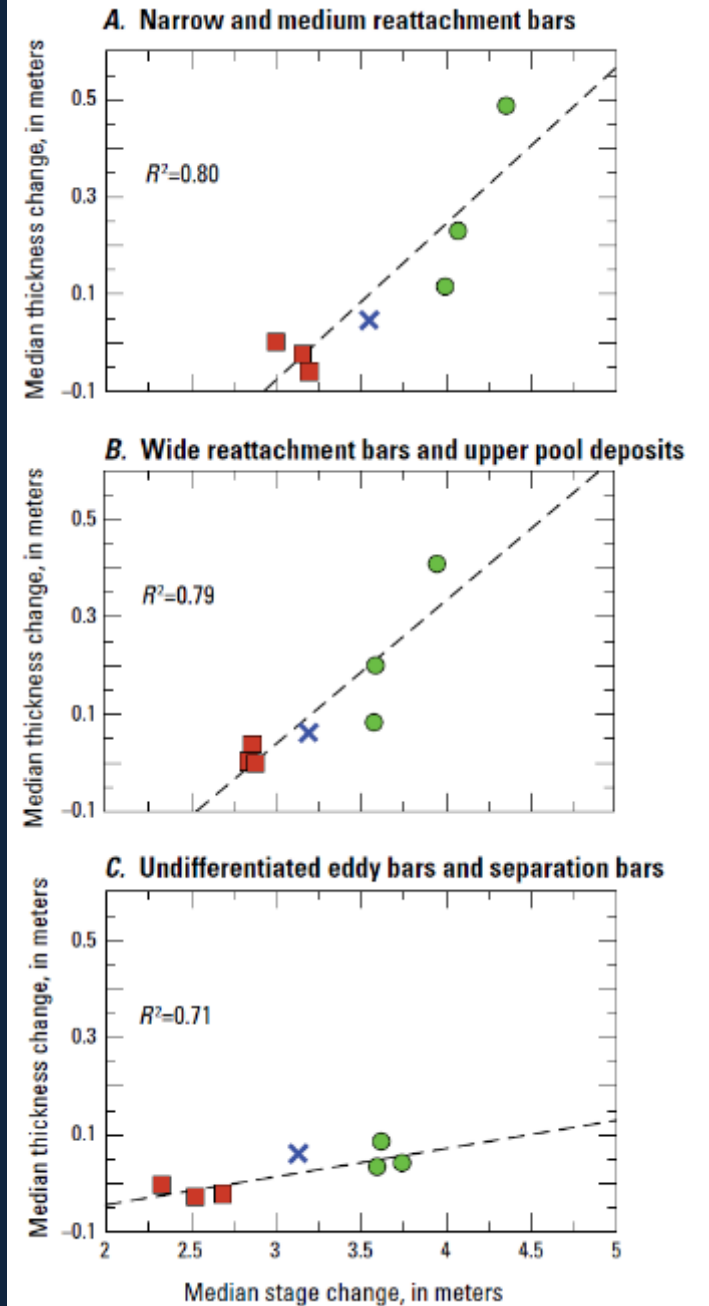 A. Narrow and medium reattachment bars
Median thickness change, in meters
0.5
0.3
0.1
–0.1
R²=0.80
B. Wide reattachment bars and upper pool deposits
Median thickness change, in meters
0.5
0.3
0.1
–0.1
R²=0.79
C. Undifferentiated eddy bars and separation bars
Median thickness change, in meters
0.5
0.3
0.1
–0.1
R²=0.71
2 2.5 3 3.5 4 4.5 5
Median stage change, in meters